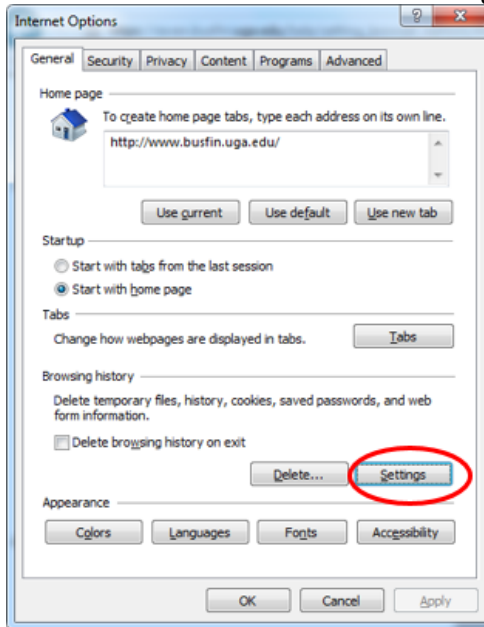 Internet Options
General Security Privacy Content Programs Advanced
Home page
To create home page tabs, type each address on its own line.
http://www.busfin.uga.edu/
Use current Use default Use new tab
Startup
Start with tabs from the last session
Start with home page
Tabs
Change how webpages are displayed in tabs. Tabs
Browsing history
Delete temporary files, history, cookies, saved passwords, and web
form information.
Delete browsing history on exit
Delete... Settings
Appearance
Colors Languages Fonts Accessibility
OK Cancel Apply